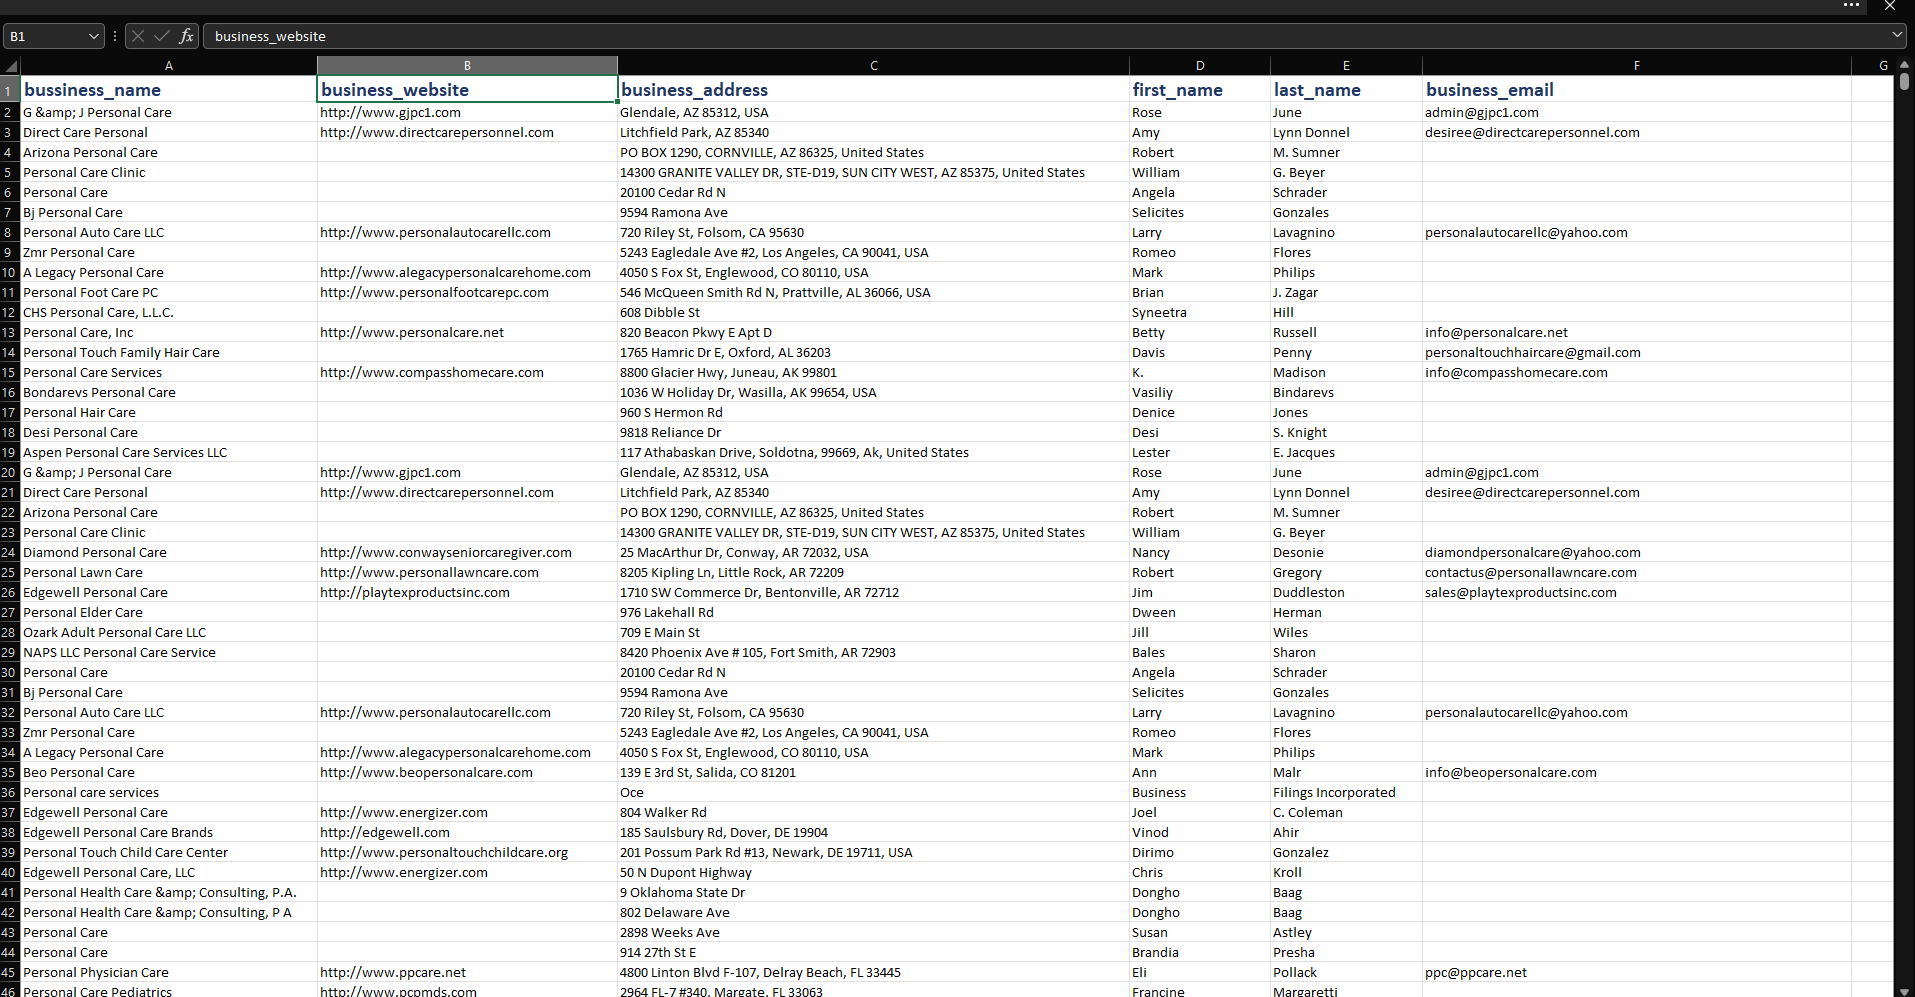 B1 fx business_website
A B C D E F G
1 bussiness_name business_website business_address first_name last_name business_email
2 G &amp; J Personal Care http://www.gjpc1.com Glendale, AZ 85312, USA Rose June admin@gjpc1.com
3 Direct Care Personal http://www.directcarepersonnel.com Litchfield Park, AZ 85340 Amy Lynn Donnel desiree@directcarepersonnel.com
4 Arizona Personal Care PO BOX 1290, CORNVILLE, AZ 86325, United States Robert M. Sumner
5 Personal Care Clinic 14300 GRANITE VALLEY DR, STE-D19, SUN CITY WEST, AZ 85375, United States William G. Beyer
6 Personal Care 20100 Cedar Rd N Angela Schrader
7 Bj Personal Care 9594 Ramona Ave Selicites Gonzales
8 Personal Auto Care LLC http://www.personalautocarellc.com 720 Riley St, Folsom, CA 95630 Larry Lavagnino personalautocarellc@yahoo.com
9 Zmr Personal Care 5243 Eagledale Ave #2, Los Angeles, CA 90041, USA Romeo Flores
10 A Legacy Personal Care http://www.alegacypersonalcarehome.com 4050 S Fox St, Englewood, CO 80110, USA Mark Philips
11 Personal Foot Care PC http://www.personalfootcarepc.com 546 McQueen Smith Rd N, Prattville, AL 36066, USA Brian J. Zagar
12 CHS Personal Care, L.L.C. 608 Dibble St Syneetra Hill
13 Personal Care, Inc http://www.personalcare.net 820 Beacon Pkwy E Apt D Betty Russell info@personalcare.net
14 Personal Touch Family Hair Care 1765 Hamric Dr E, Oxford, AL 36203 Davis Penny personaltouchhaircare@gmail.com
15 Personal Care Services http://www.compasshomecare.com 8800 Glacier Hwy, Juneau, AK 99801 K. Madison info@compasshomecare.com
16 Bondarevs Personal Care 1036 W Holiday Dr, Wasilla, AK 99654, USA Vasiliy Bindarevs
17 Personal Hair Care 960 S Hermon Rd Denice Jones
18 Desi Personal Care 9818 Reliance Dr Desi S. Knight
19 Aspen Personal Care Services LLC 117 Athabaskan Drive, Soldotna, 99669, Ak, United States Lester E. Jacques
20 G &amp; J Personal Care http://www.gjpc1.com Glendale, AZ 85312, USA Rose June admin@gjpc1.com
21 Direct Care Personal http://www.directcarepersonnel.com Litchfield Park, AZ 85340 Amy Lynn Donnel desiree@directcarepersonnel.com
22 Arizona Personal Care PO BOX 1290, CORNVILLE, AZ 86325, United States Robert M. Sumner
23 Personal Care Clinic 14300 GRANITE VALLEY DR, STE-D19, SUN CITY WEST, AZ 85375, United States William G. Beyer
24 Diamond Personal Care http://www.conwayseniorcaregiver.com 25 MacArthur Dr, Conway, AR 72032, USA Nancy Desonie diamondpersonalcare@yahoo.com
25 Personal Lawn Care http://www.personallawncare.com 8205 Kipling Ln, Little Rock, AR 72209 Robert Gregory contactus@personallawncare.com
26 Edgewell Personal Care http://playtexproductsinc.com 1710 SW Commerce Dr, Bentonville, AR 72712 Jim Duddleston sales@playtexproductsinc.com
27 Personal Elder Care 976 Lakehall Rd Dween Herman
28 Ozark Adult Personal Care LLC 709 E Main St Jill Wiles
29 NAPS LLC Personal Care Service 8420 Phoenix Ave # 105, Fort Smith, AR 72903 Bales Sharon
30 Personal Care 20100 Cedar Rd N Angela Schrader
31 Bj Personal Care 9594 Ramona Ave Selicites Gonzales
32 Personal Auto Care LLC http://www.personalautocarellc.com 720 Riley St, Folsom, CA 95630 Larry Lavagnino personalautocarellc@yahoo.com
33 Zmr Personal Care 5243 Eagledale Ave #2, Los Angeles, CA 90041, USA Romeo Flores
34 A Legacy Personal Care http://www.alegacypersonalcarehome.com 4050 S Fox St, Englewood, CO 80110, USA Mark Philips
35 Beo Personal Care http://www.beopersonalcare.com 139 E 3rd St, Salida, CO 81201 Ann Malr info@beopersonalcare.com
36 Personal care services Oce Business Filings Incorporated
37 Edgewell Personal Care http://www.energizer.com 804 Walker Rd Joel C. Coleman
38 Edgewell Personal Care Brands http://edgewell.com 185 Saulsbury Rd, Dover, DE 19904 Vinod Ahir
39 Personal Touch Child Care Center http://www.personaltouchchildcare.org 201 Possum Park Rd #13, Newark, DE 19711, USA Dirimo Gonzalez
40 Edgewell Personal Care, LLC http://www.energizer.com 50 N Dupont Highway Chris Kroll
41 Personal Health Care &amp; Consulting, P.A. 9 Oklahoma State Dr Dongho Baag
42 Personal Health Care &amp; Consulting, P A 802 Delaware Ave Dongho Baag
43 Personal Care 2898 Weeks Ave Susan Astley
44 Personal Care 914 27th St E Brandia Presha
45 Personal Physician Care http://www.ppcare.net 4800 Linton Blvd F-107, Delray Beach, FL 33445 Eli Pollack ppc@ppcare.net
46 Personal Care Pediatrics http://www.pcpmds.com 2964 FL-7 #340, Margate, FL 33063 Francine Margaretti